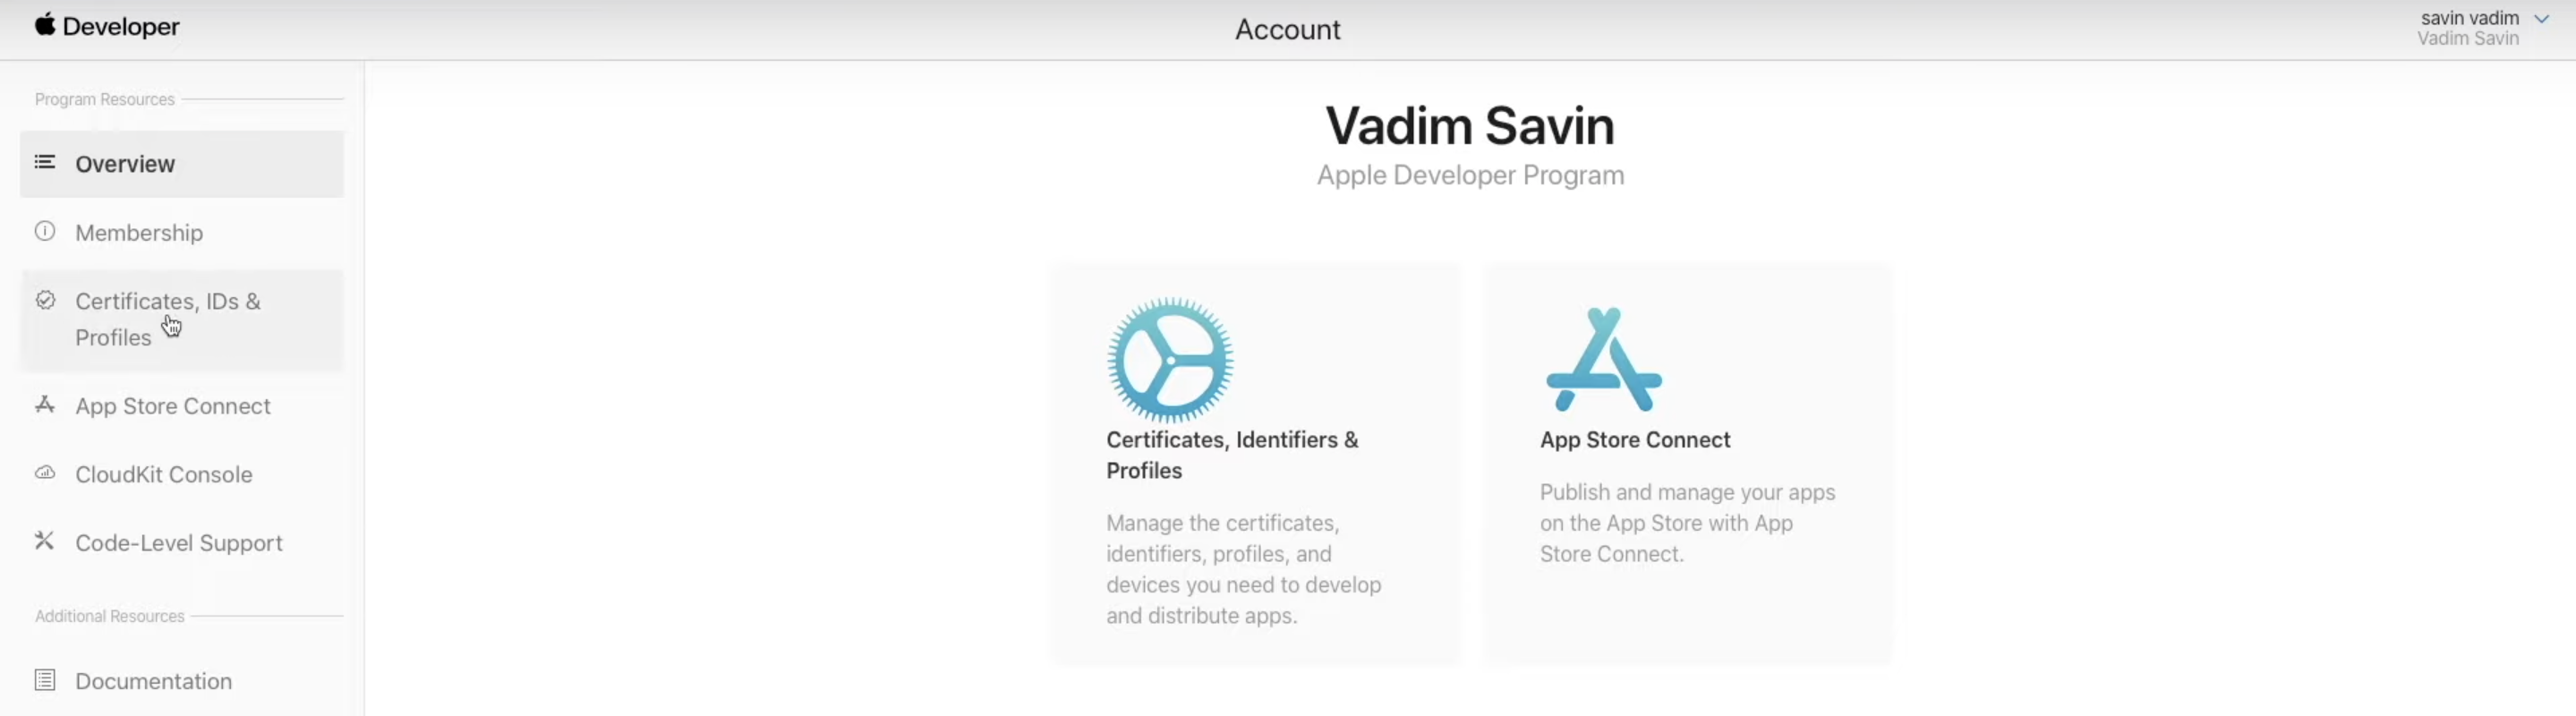 Developer
Account
savin vadim
Vadim Savin
Program Resources
Overview
Membership
Certificates, IDs &
Profiles
App Store Connect
CloudKit Console
Code-Level Support
Additional Resources
Documentation
Vadim Savin
Apple Developer Program
Certificates, Identifiers &
Profiles
Manage the certificates,
identifiers, profiles, and
devices you need to develop
and distribute apps.
App Store Connect
Publish and manage your apps
on the App Store with App
Store Connect.